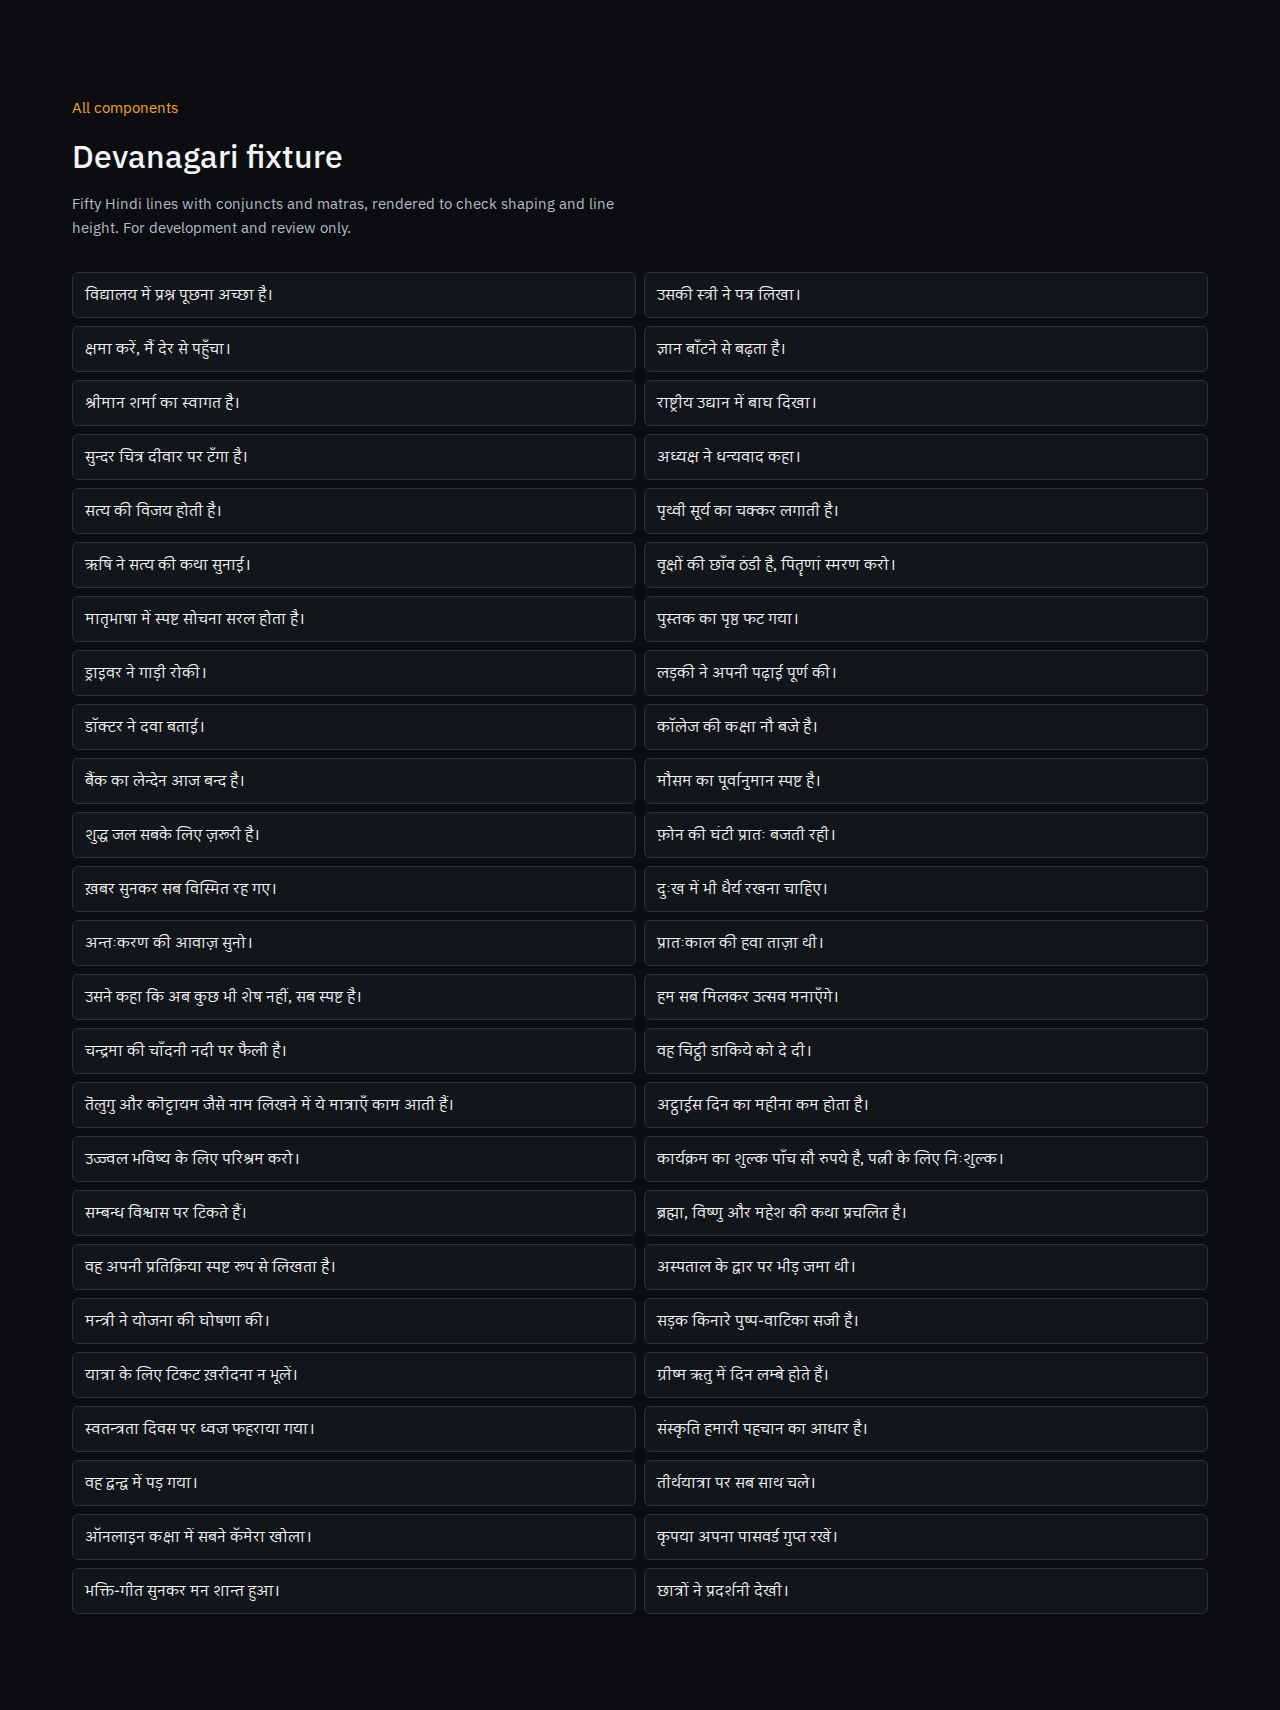 All components
Devanagari fixture
Fifty Hindi lines with conjuncts and matras, rendered to check shaping and line
height. For development and review only.
विद्यालय में प्रश्न पूछना अच्छा है।
उसकी स्त्री ने पत्र लिखा।
क्षमा करें, मैं देर से पहुँचा।
ज्ञान बाँटने से बढ़ता है।
श्रीमान शर्मा का स्वागत है।
राष्ट्रीय उद्यान में बाघ दिखा।
सुन्दर चित्र दीवार पर टँगा है।
अध्यक्ष ने धन्यवाद कहा।
सत्य की विजय होती है।
पृथ्वी सूर्य का चक्कर लगाती है।
ऋषि ने सत्य की कथा सुनाई।
वृक्षों की छाँव ठंडी है, पितॄणां स्मरण करो।
मातृभाषा में स्पष्ट सोचना सरल होता है।
पुस्तक का पृष्ठ फट गया।
ड्राइवर ने गाड़ी रोकी।
लड़की ने अपनी पढ़ाई पूर्ण की।
डॉक्टर ने दवा बताई।
कॉलेज की कक्षा नौ बजे है।
बैंक का लेन्देन आज बन्द है।
मौसम का पूर्वानुमान स्पष्ट है।
शुद्ध जल सबके लिए ज़रूरी है।
फ़ोन की घंटी प्रातः बजती रही।
ख़बर सुनकर सब विस्मित रह गए।
दुःख में भी धैर्य रखना चाहिए।
अन्तःकरण की आवाज़ सुनो।
प्रातःकाल की हवा ताज़ा थी।
उसने कहा कि अब कुछ भी शेष नहीं, सब स्पष्ट है।
हम सब मिलकर उत्सव मनाएँगे।
चन्द्रमा की चाँदनी नदी पर फैली है।
वह चिट्ठी डाकिये को दे दी।
तॆलुगु और कॊट्टायम जैसे नाम लिखने में ये मात्राएँ काम आती हैं।
अट्ठाईस दिन का महीना कम होता है।
उज्ज्वल भविष्य के लिए परिश्रम करो।
कार्यक्रम का शुल्क पाँच सौ रुपये है, पत्नी के लिए निःशुल्क।
सम्बन्ध विश्वास पर टिकते हैं।
ब्रह्मा, विष्णु और महेश की कथा प्रचलित है।
वह अपनी प्रतिक्रिया स्पष्ट रूप से लिखता है।
अस्पताल के द्वार पर भीड़ जमा थी।
मन्त्री ने योजना की घोषणा की।
सड़क किनारे पुष्प-वाटिका सजी है।
यात्रा के लिए टिकट ख़रीदना न भूलें।
ग्रीष्म ऋतु में दिन लम्बे होते हैं।
स्वतन्त्रता दिवस पर ध्वज फहराया गया।
संस्कृति हमारी पहचान का आधार है।
वह द्वन्द्व में पड़ गया।
तीर्थयात्रा पर सब साथ चले।
ऑनलाइन कक्षा में सबने कॅमेरा खोला।
कृपया अपना पासवर्ड गुप्त रखें।
भक्ति-गीत सुनकर मन शान्त हुआ।
छात्रों ने प्रदर्शनी देखी।